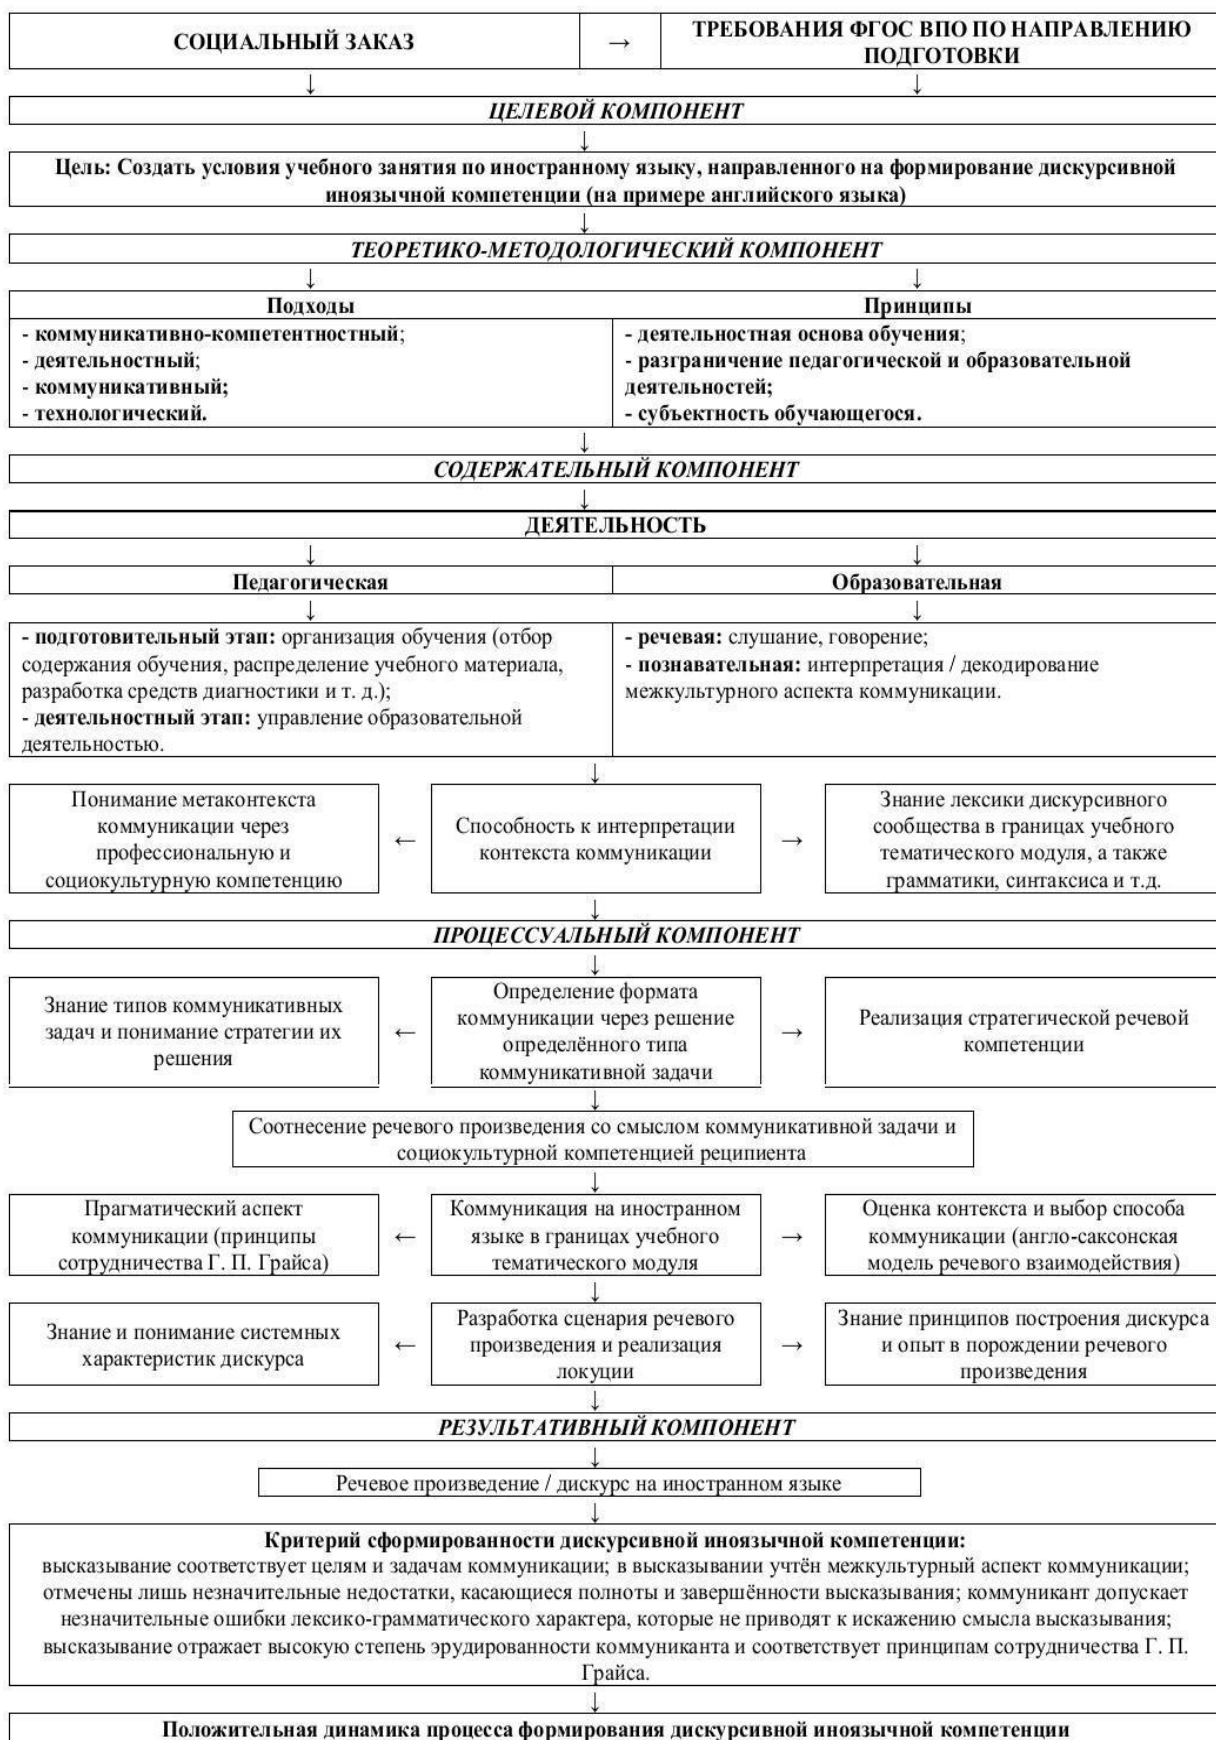 СОЦИАЛЬНЫЙ ЗАКАЗ
→
ТРЕБОВАНИЯ ФГОС ВПО ПО НАПРАВЛЕНИЮ
ПОДГОТОВКИ
↓ ↓
ЦЕЛЕВОЙ КОМПОНЕНТ
↓
Цель: Создать условия учебного занятия по иностранному языку, направленного на формирование дискурсивной
иноязычной компетенции (на примере английского языка)
↓
ТЕОРЕТИКО-МЕТОДОЛОГИЧЕСКИЙ КОМПОНЕНТ
↓ ↓
Подходы
- коммуникативно-компетентностный;
- деятельностный;
- коммуникативный;
- технологический.
Принципы
- деятельностная основа обучения;
- разграничение педагогической и образовательной
деятельностей;
- субъектность обучающегося.
↓
СОДЕРЖАТЕЛЬНЫЙ КОМПОНЕНТ
↓
ДЕЯТЕЛЬНОСТЬ
↓ ↓
Педагогическая
Образовательная
↓ ↓
- подготовительный этап: организация обучения (отбор
содержания обучения, распределение учебного материала,
разработка средств диагностики и т. д.);
- деятельностный этап: управление образовательной
деятельностью.
- речевая: слушание, говорение;
- познавательная: интерпретация / декодирование
межкультурного аспекта коммуникации.
↓
Понимание метаконтекста
коммуникации через
профессиональную и
социокультурную компетенцию
←
Способность к интерпретации
контекста коммуникации
→
Знание лексики дискурсивного
сообщества в границах учебного
тематического модуля, а также
грамматики, синтаксиса и т.д.
↓
ПРОЦЕССУАЛЬНЫЙ КОМПОНЕНТ
↓
Знание типов коммуникативных
задач и понимание стратегии их
решения
←
Определение формата
коммуникации через решение
определённого типа
коммуникативной задачи
→
Реализация стратегической речевой
компетенции
↓
Соотнесение речевого произведения со смыслом коммуникативной задачи и
социокультурной компетенцией реципиента
↓
Прагматический аспект
коммуникации (принципы
сотрудничества Г. П. Грайса)
←
Коммуникация на иностранном
языке в границах учебного
тематического модуля
→
Оценка контекста и выбор способа
коммуникации (англо-саксонская
модель речевого взаимодействия)
↓
Знание и понимание системных
характеристик дискурса
←
Разработка сценария речевого
произведения и реализация
локуции
→
Знание принципов построения дискурса
и опыт в порождении речевого
произведения
↓
РЕЗУЛЬТАТИВНЫЙ КОМПОНЕНТ
↓
Речевое произведение / дискурс на иностранном языке
↓
Критерий сформированности дискурсивной иноязычной компетенции:
высказывание соответствует целям и задачам коммуникации; в высказывании учтён межкультурный аспект коммуникации;
отмечены лишь незначительные недостатки, касающиеся полноты и завершённости высказывания; коммуникант допускает
незначительные ошибки лексико-грамматического характера, которые не приводят к искажению смысла высказывания;
высказывание отражает высокую степень эрудированности коммуниканта и соответствует принципам сотрудничества Г. П.
Грайса.
↓
Положительная динамика процесса формирования дискурсивной иноязычной компетенции